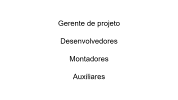 Gerente de projeto
Desenvolvedores
Montadores
Auxiliares